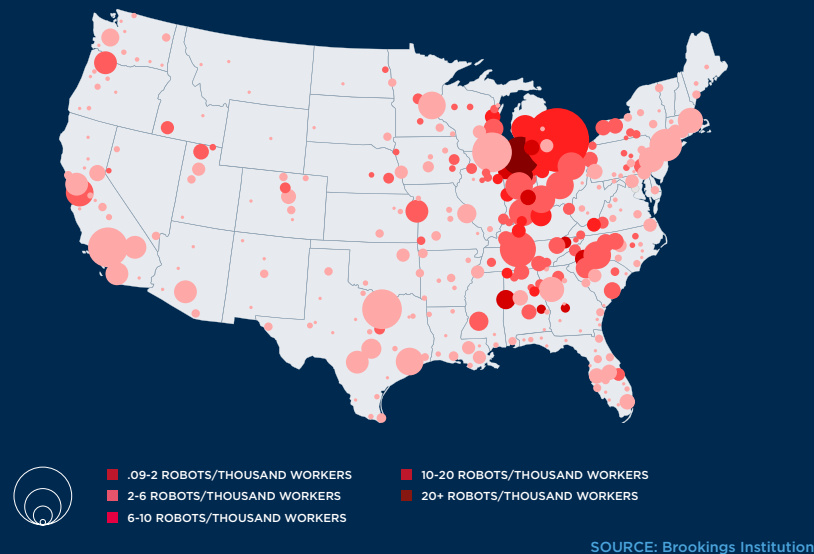 .09-2 ROBOTS/THOUSAND WORKERS
2-6 ROBOTS/THOUSAND WORKERS
6-10 ROBOTS/THOUSAND WORKERS
10-20 ROBOTS/THOUSAND WORKERS
20+ ROBOTS/THOUSAND WORKERS
SOURCE: Brookings Institution